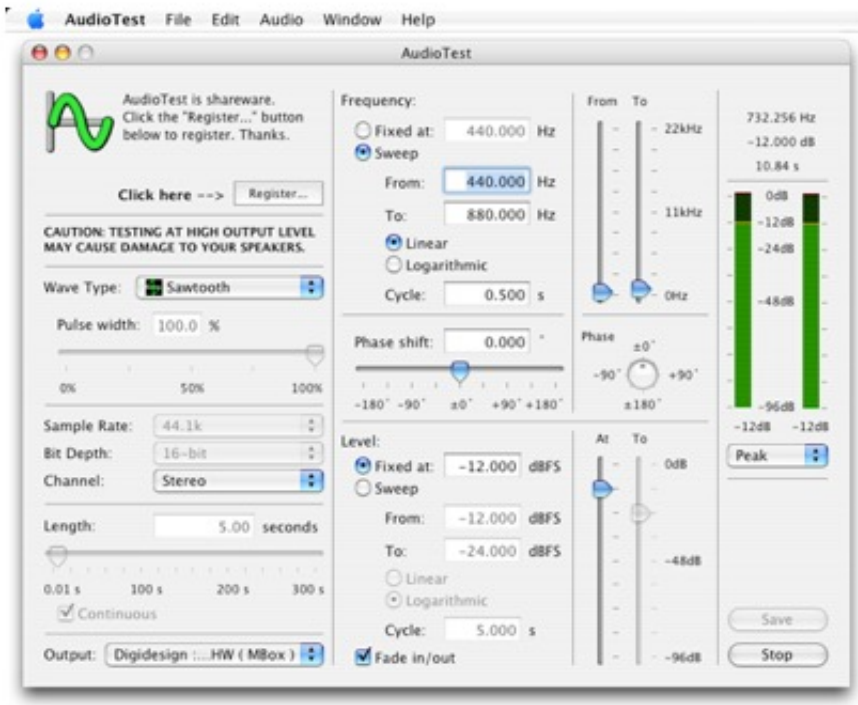 AudioTest File Edit Audio Window Help
AudioTest
AudioTest is shareware.
Click the "Register..." button
below to register. Thanks.
Click here --> Register...
CAUTION: TESTING AT HIGH OUTPUT LEVEL
MAY CAUSE DAMAGE TO YOUR SPEAKERS.
Wave Type: Sawtooth
Pulse width: 100.0 %
0% 50% 100%
Sample Rate: 44.1k
Bit Depth: 16-bit
Channel: Stereo
Length: 5.00 seconds
0.01 s 100 s 200 s 300 s
Continuous
Output: Digidesign :...HW ( MBox )
Frequency:
Fixed at: 440.000 Hz
Sweep
From: 440.000 Hz
To: 880.000 Hz
Linear
Logarithmic
Cycle: 0.500 s
Phase shift: 0.000 °
-180° -90° ±0° +90° +180°
Level:
Fixed at: -12.000 dBFS
Sweep
From: -12.000 dBFS
To: -24.000 dBFS
Linear
Logarithmic
Cycle: 5.000 s
Fade in/out
From To
22kHz
11kHz
0Hz
Phase
±0°
-90° +90°
±180°
At To
0dB
-48dB
-96dB
732.256 Hz
-12.000 dB
10.84 s
0dB
-12dB
-24dB
-48dB
-96dB
-12dB -12dB
Peak
Save
Stop